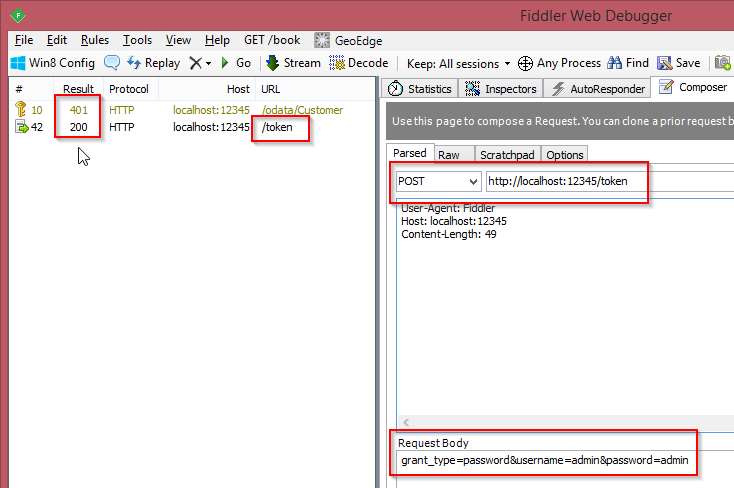 Fiddler Web Debugger
File Edit Rules Tools View Help GET /book GeoEdge
Win8 Config Replay Go Stream Decode Keep: All sessions Any Process Find Save
# Result Protocol Host URL
10 401 HTTP localhost:12345 /odata/Customer
42 200 HTTP localhost:12345 /token
Statistics Inspectors AutoResponder Composer
Use this page to compose a Request. You can clone a prior request b
Parsed Raw Scratchpad Options
POST http://localhost:12345/token
User-Agent: Fiddler
Host: localhost:12345
Content-Length: 49
Request Body
grant_type=password&username=admin&password=admin